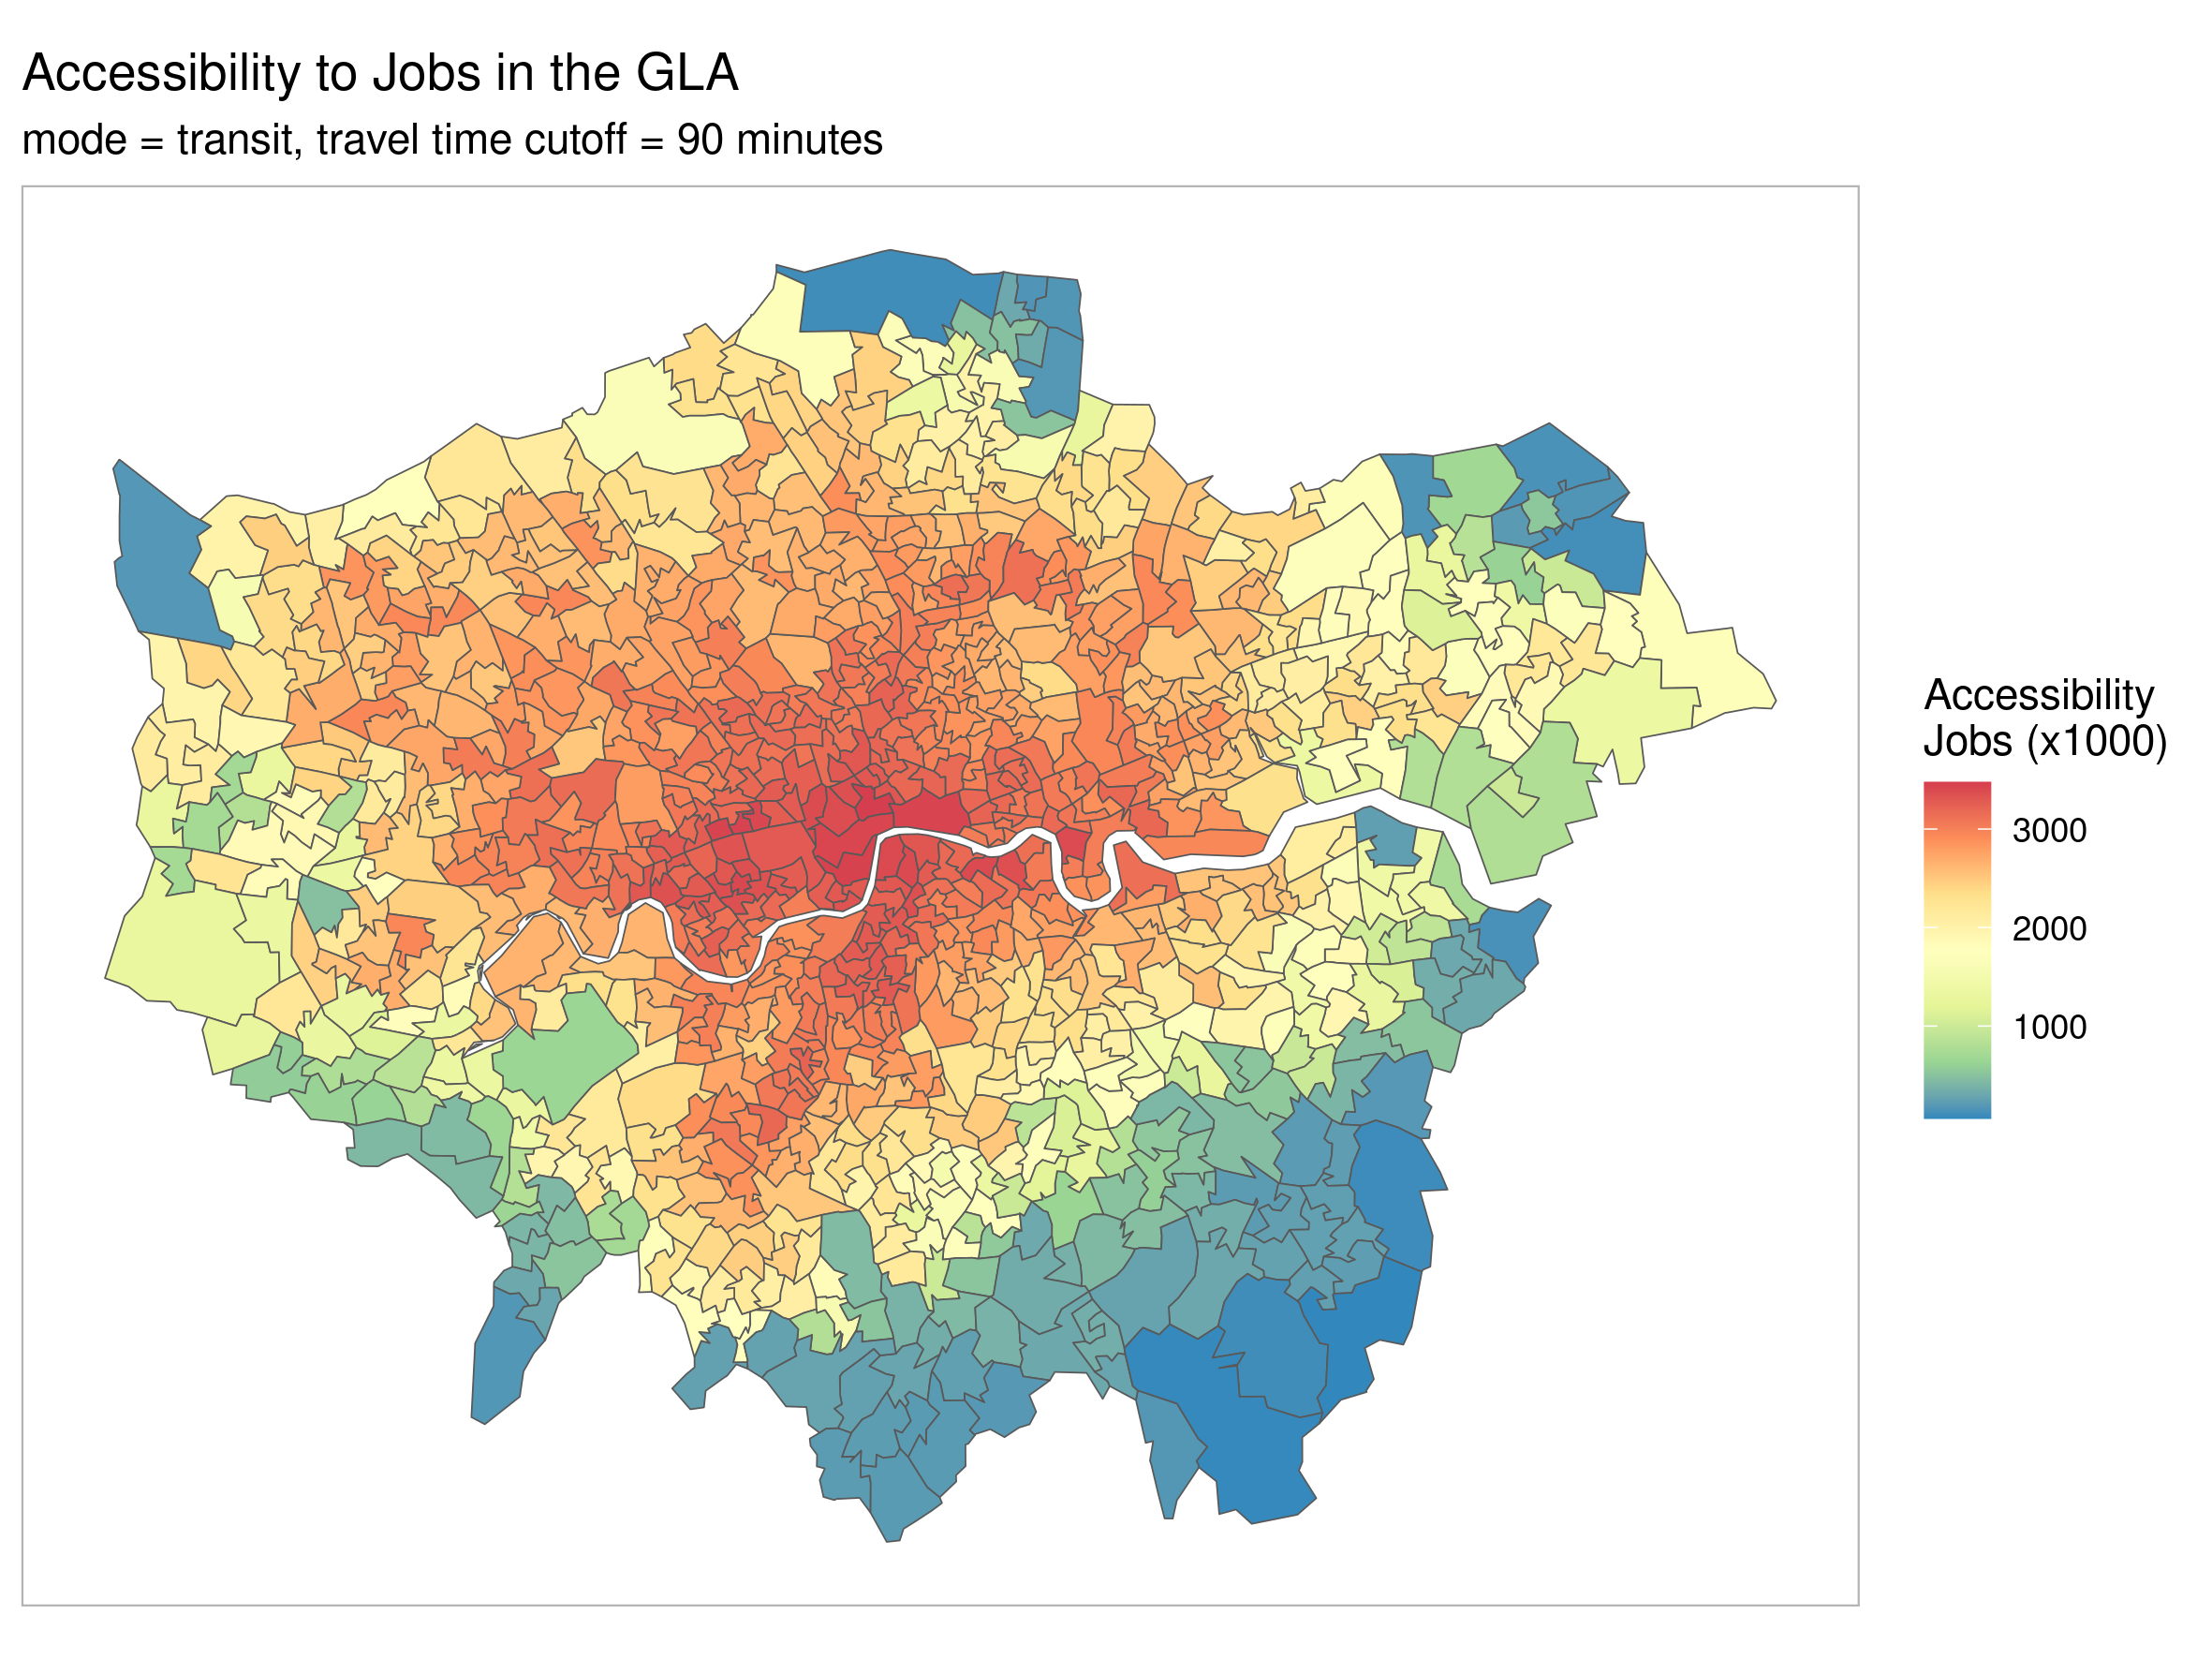 Accessibility to Jobs in the GLA
mode = transit, travel time cutoff = 90 minutes
Accessibility
Jobs (x1000)
3000
2000
1000